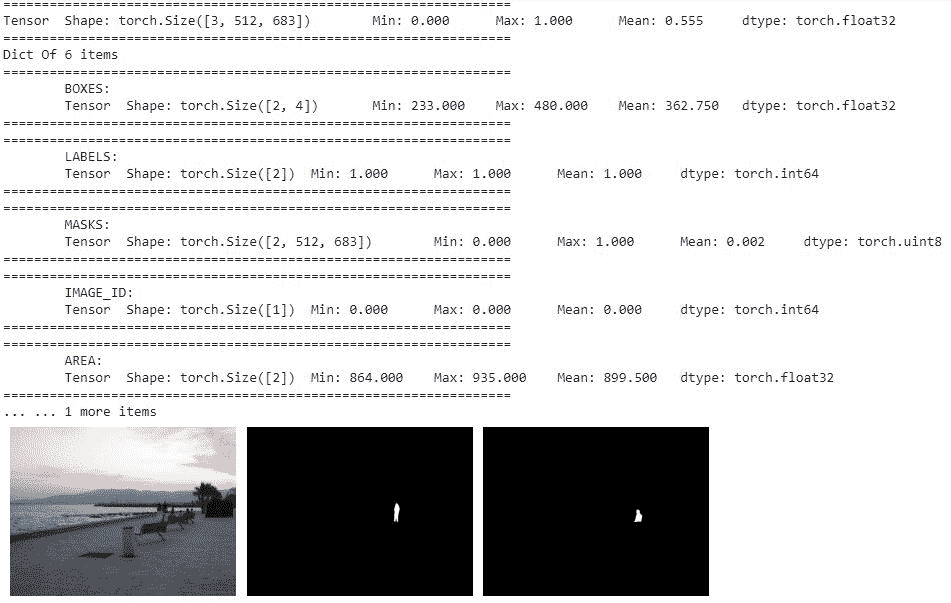 ==================================================================
Tensor  Shape: torch.Size([3, 512, 683])        Min: 0.000      Max: 1.000      Mean: 0.555     dtype: torch.float32
==================================================================
Dict Of 6 items
==================================================================
        BOXES:
        Tensor  Shape: torch.Size([2, 4])       Min: 233.000    Max: 480.000    Mean: 362.750   dtype: torch.float32
==================================================================
==================================================================
        LABELS:
        Tensor  Shape: torch.Size([2])  Min: 1.000      Max: 1.000      Mean: 1.000     dtype: torch.int64
==================================================================
==================================================================
        MASKS:
        Tensor  Shape: torch.Size([2, 512, 683])        Min: 0.000      Max: 1.000      Mean: 0.002     dtype: torch.uint8
==================================================================
==================================================================
        IMAGE_ID:
        Tensor  Shape: torch.Size([1])  Min: 0.000      Max: 0.000      Mean: 0.000     dtype: torch.int64
==================================================================
==================================================================
        AREA:
        Tensor  Shape: torch.Size([2])  Min: 864.000    Max: 935.000    Mean: 899.500   dtype: torch.float32
==================================================================
... ... 1 more items